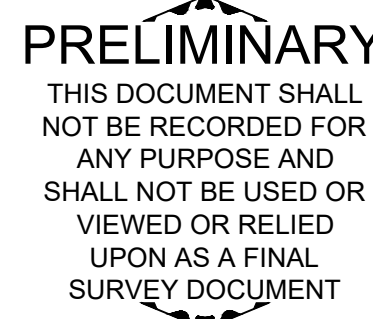 PRELIMINARY
THIS DOCUMENT SHALL
NOT BE RECORDED FOR
ANY PURPOSE AND
SHALL NOT BE USED OR
VIEWED OR RELIED
UPON AS A FINAL
SURVEY DOCUMENT